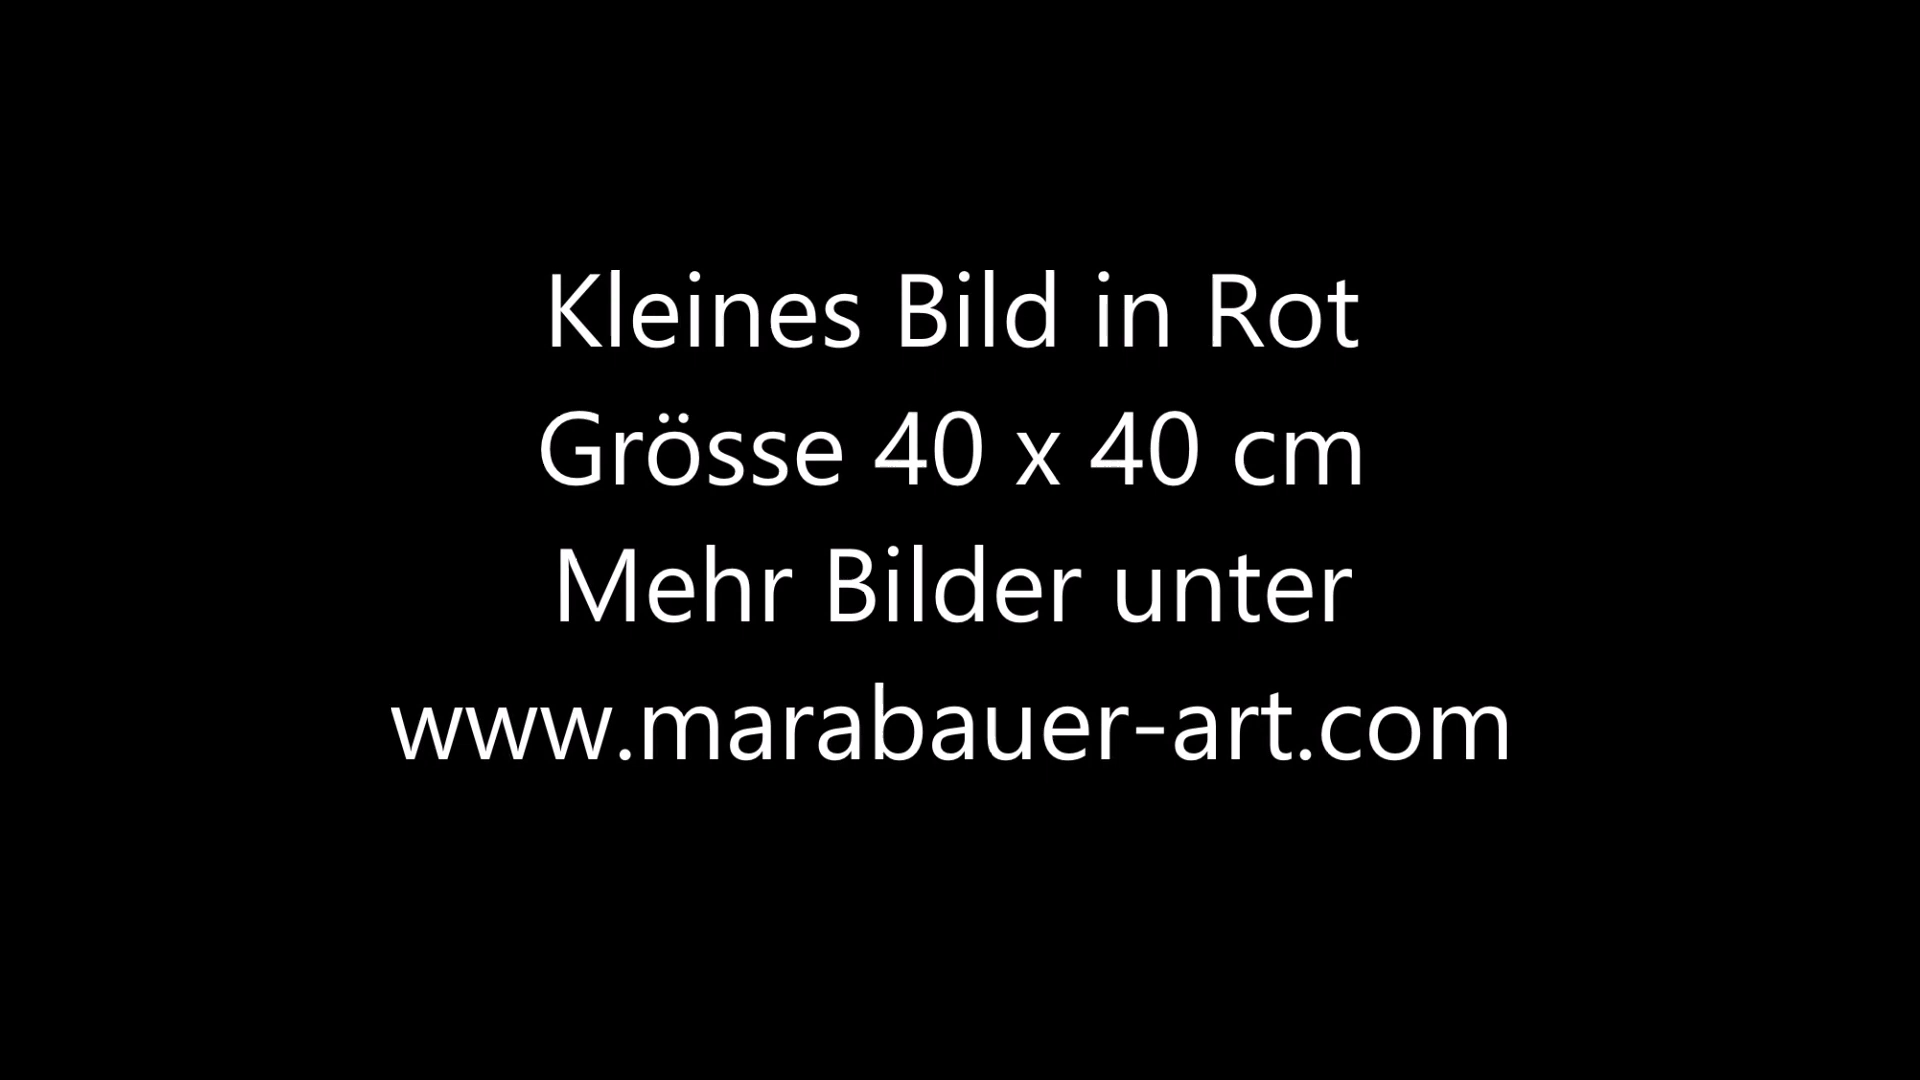 Kleines Bild in Rot
Grösse 40 x 40 cm
Mehr Bilder unter
www.marabauer-art.com